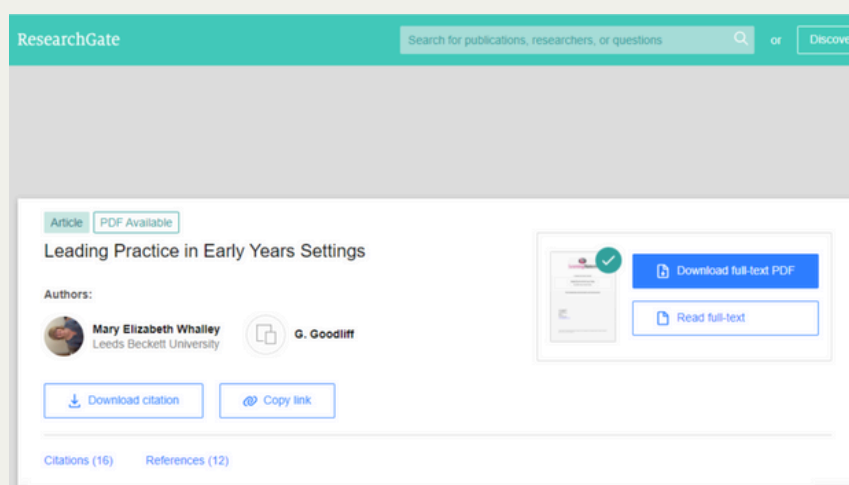 ResearchGate
Search for publications, researchers, or questions
or
Discove
Article
PDF Available
Leading Practice in Early Years Settings
Authors:
Mary Elizabeth Whalley
Leeds Beckett University
G. Goodliff
Download full-text PDF
Read full-text
Download citation
Copy link
Citations (16)
References (12)